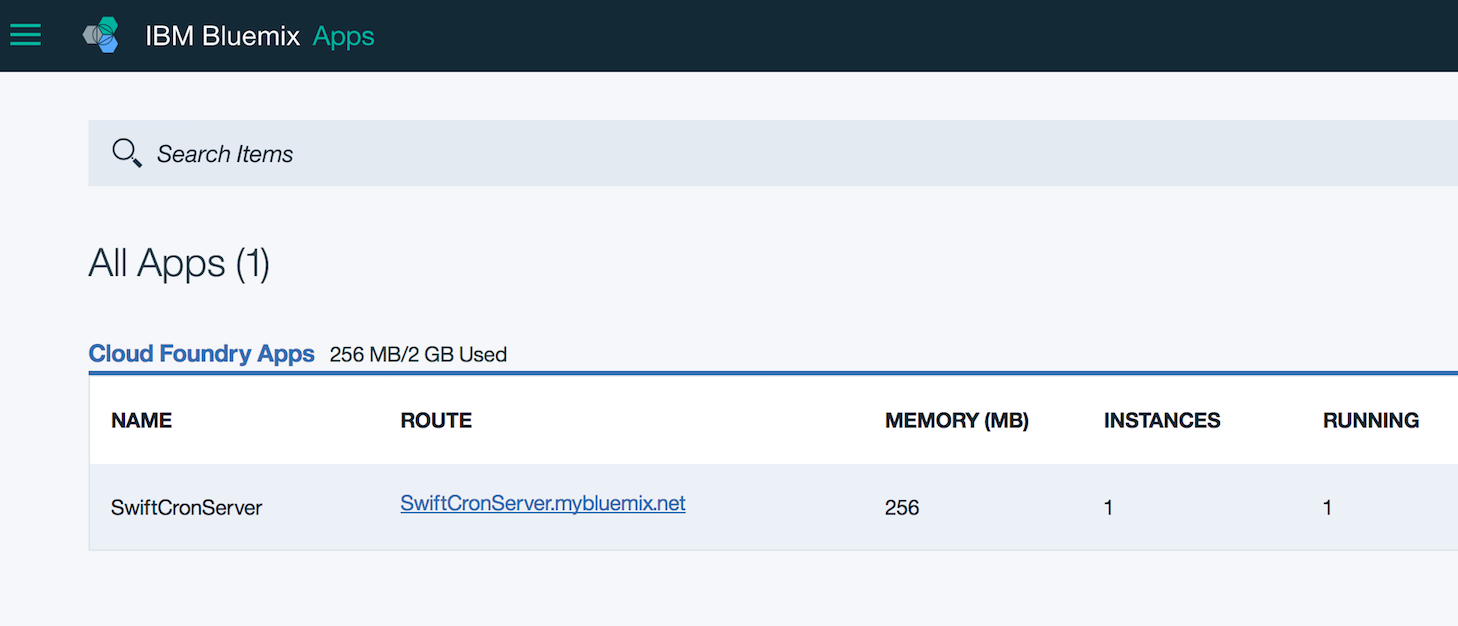 IBM Bluemix Apps
Search Items
All Apps (1)
Cloud Foundry Apps 256 MB/2 GB Used
NAME ROUTE MEMORY (MB) INSTANCES RUNNING
SwiftCronServer SwiftCronServer.mybluemix.net 256 1 1